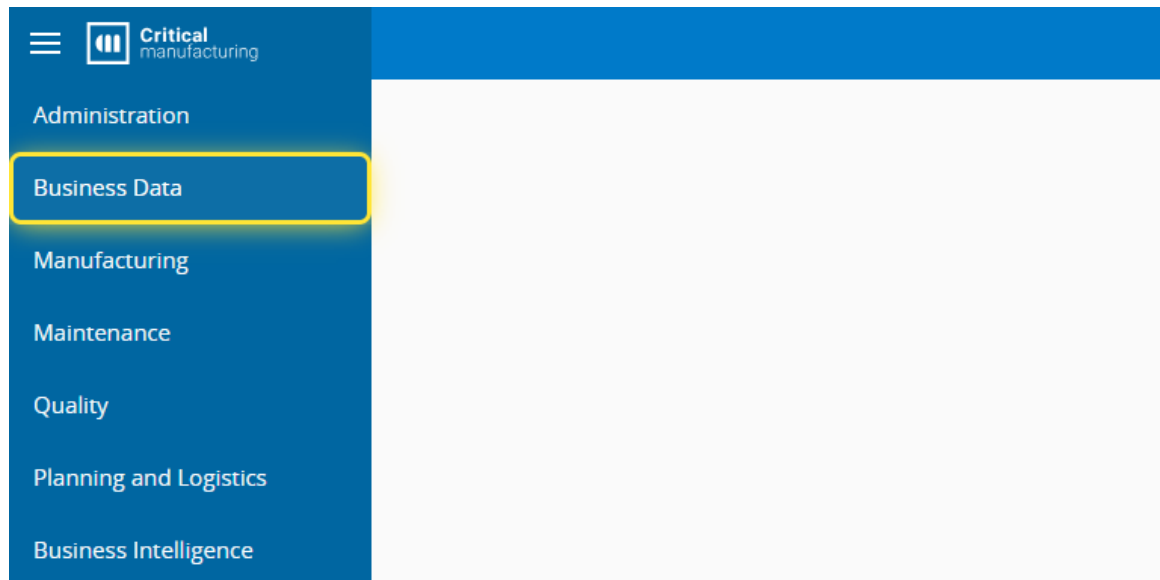 Critical
manufacturing
Administration
Business Data
Manufacturing
Maintenance
Quality
Planning and Logistics
Business Intelligence